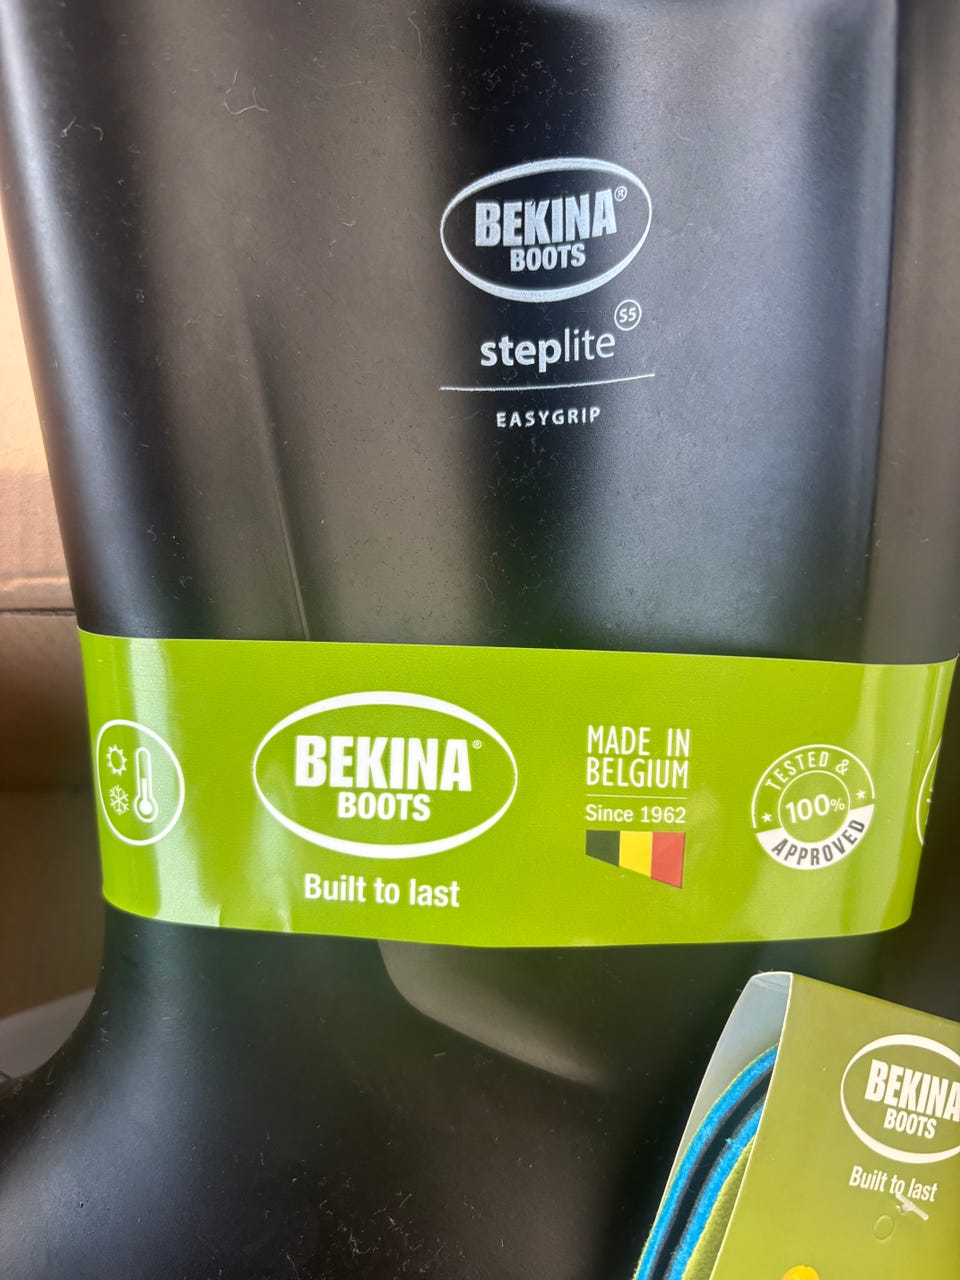 BEKINA®
BOOTS
steplite S5
EASYGRIP
BEKINA®
BOOTS
Built to last
MADE IN
BELGIUM
Since 1962
TESTED &
100%
APPROVED
BEKINA
BOOTS
Built to last